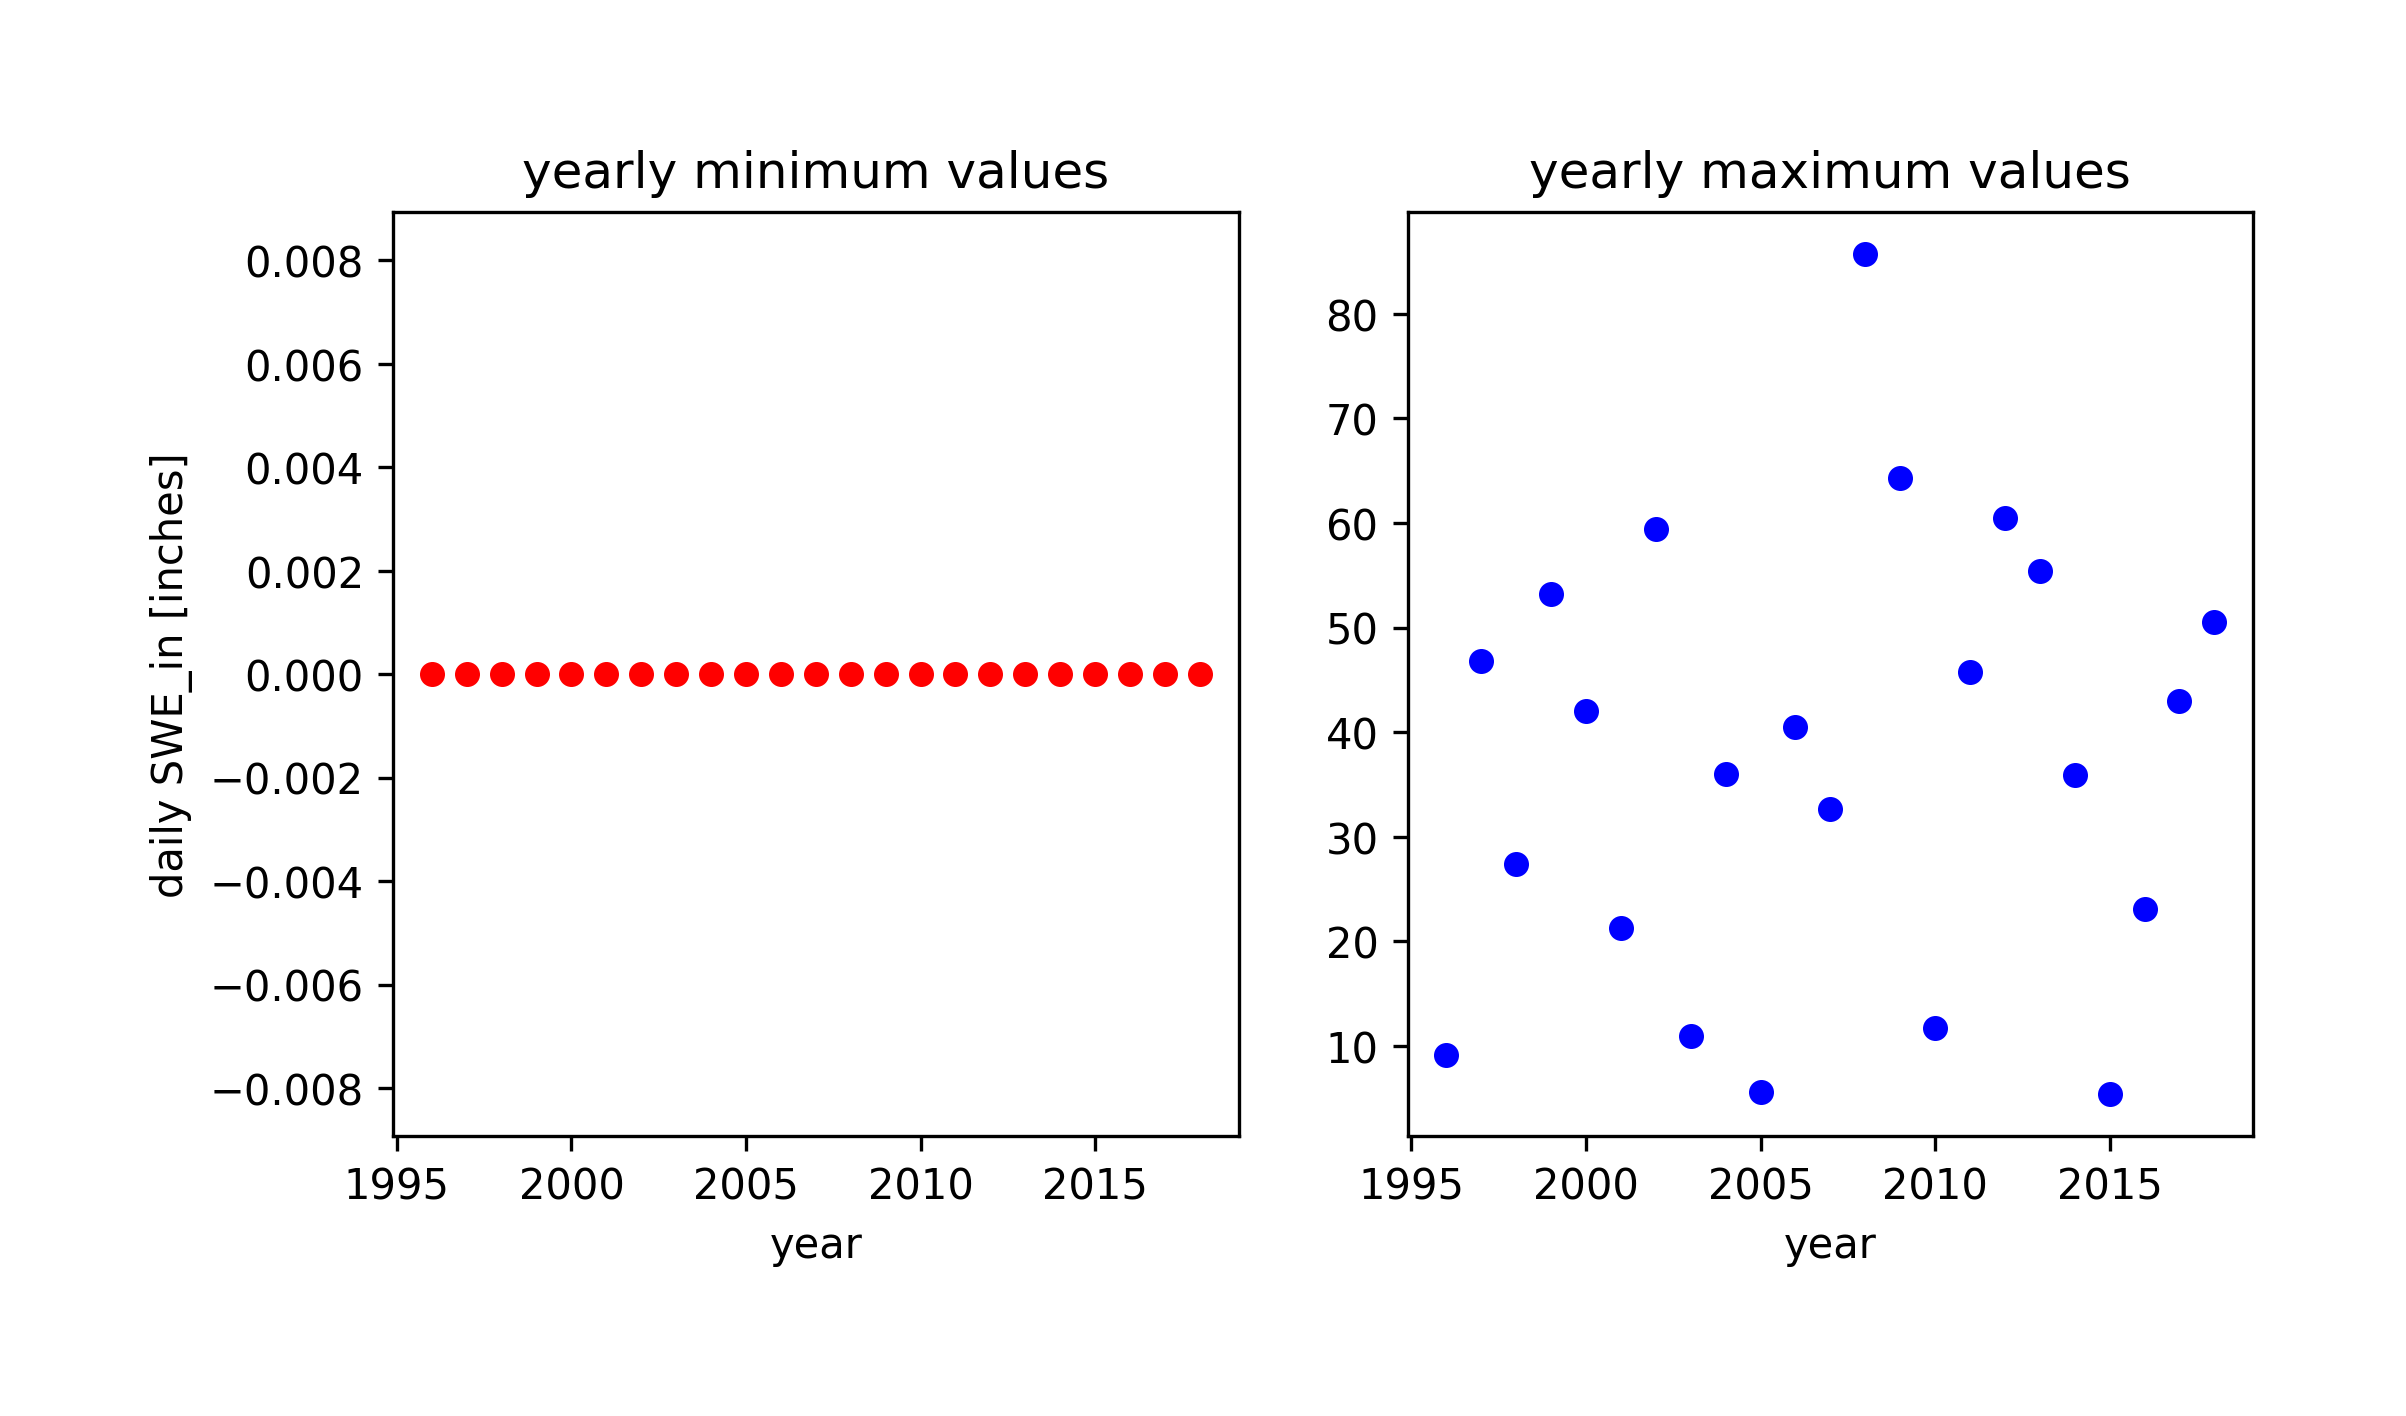 yearly minimum values
daily SWE_in [inches]
0.008
0.006
0.004
0.002
0.000
−0.002
−0.004
−0.006
−0.008
1995 2000 2005 2010 2015
year
yearly maximum values
80
70
60
50
40
30
20
10
1995 2000 2005 2010 2015
year